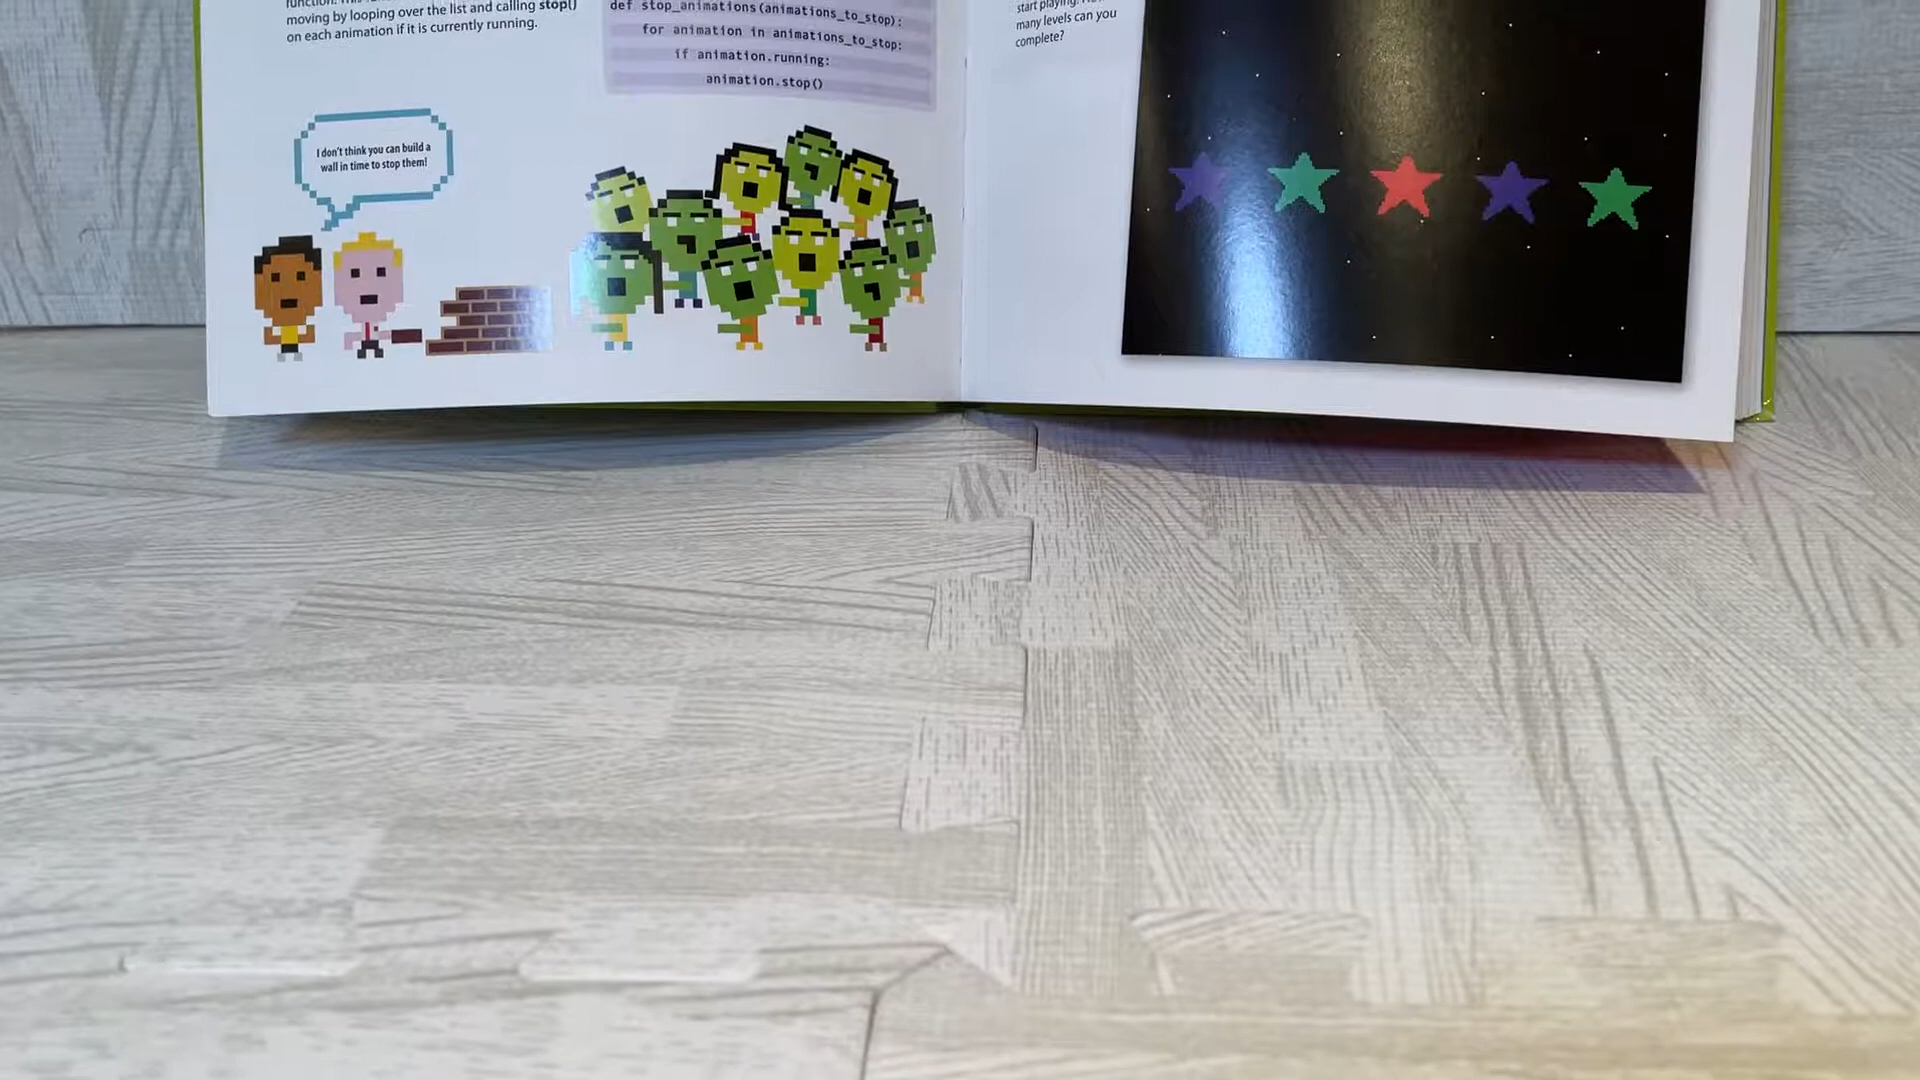 moving by looping over the list and calling stop()
on each animation if it is currently running.
def stop_animations(animations_to_stop):
for animation in animations_to_stop:
if animation.running:
animation.stop()
I don't think you can build a
wall in time to stop them!
start playing.
many levels can you
complete?